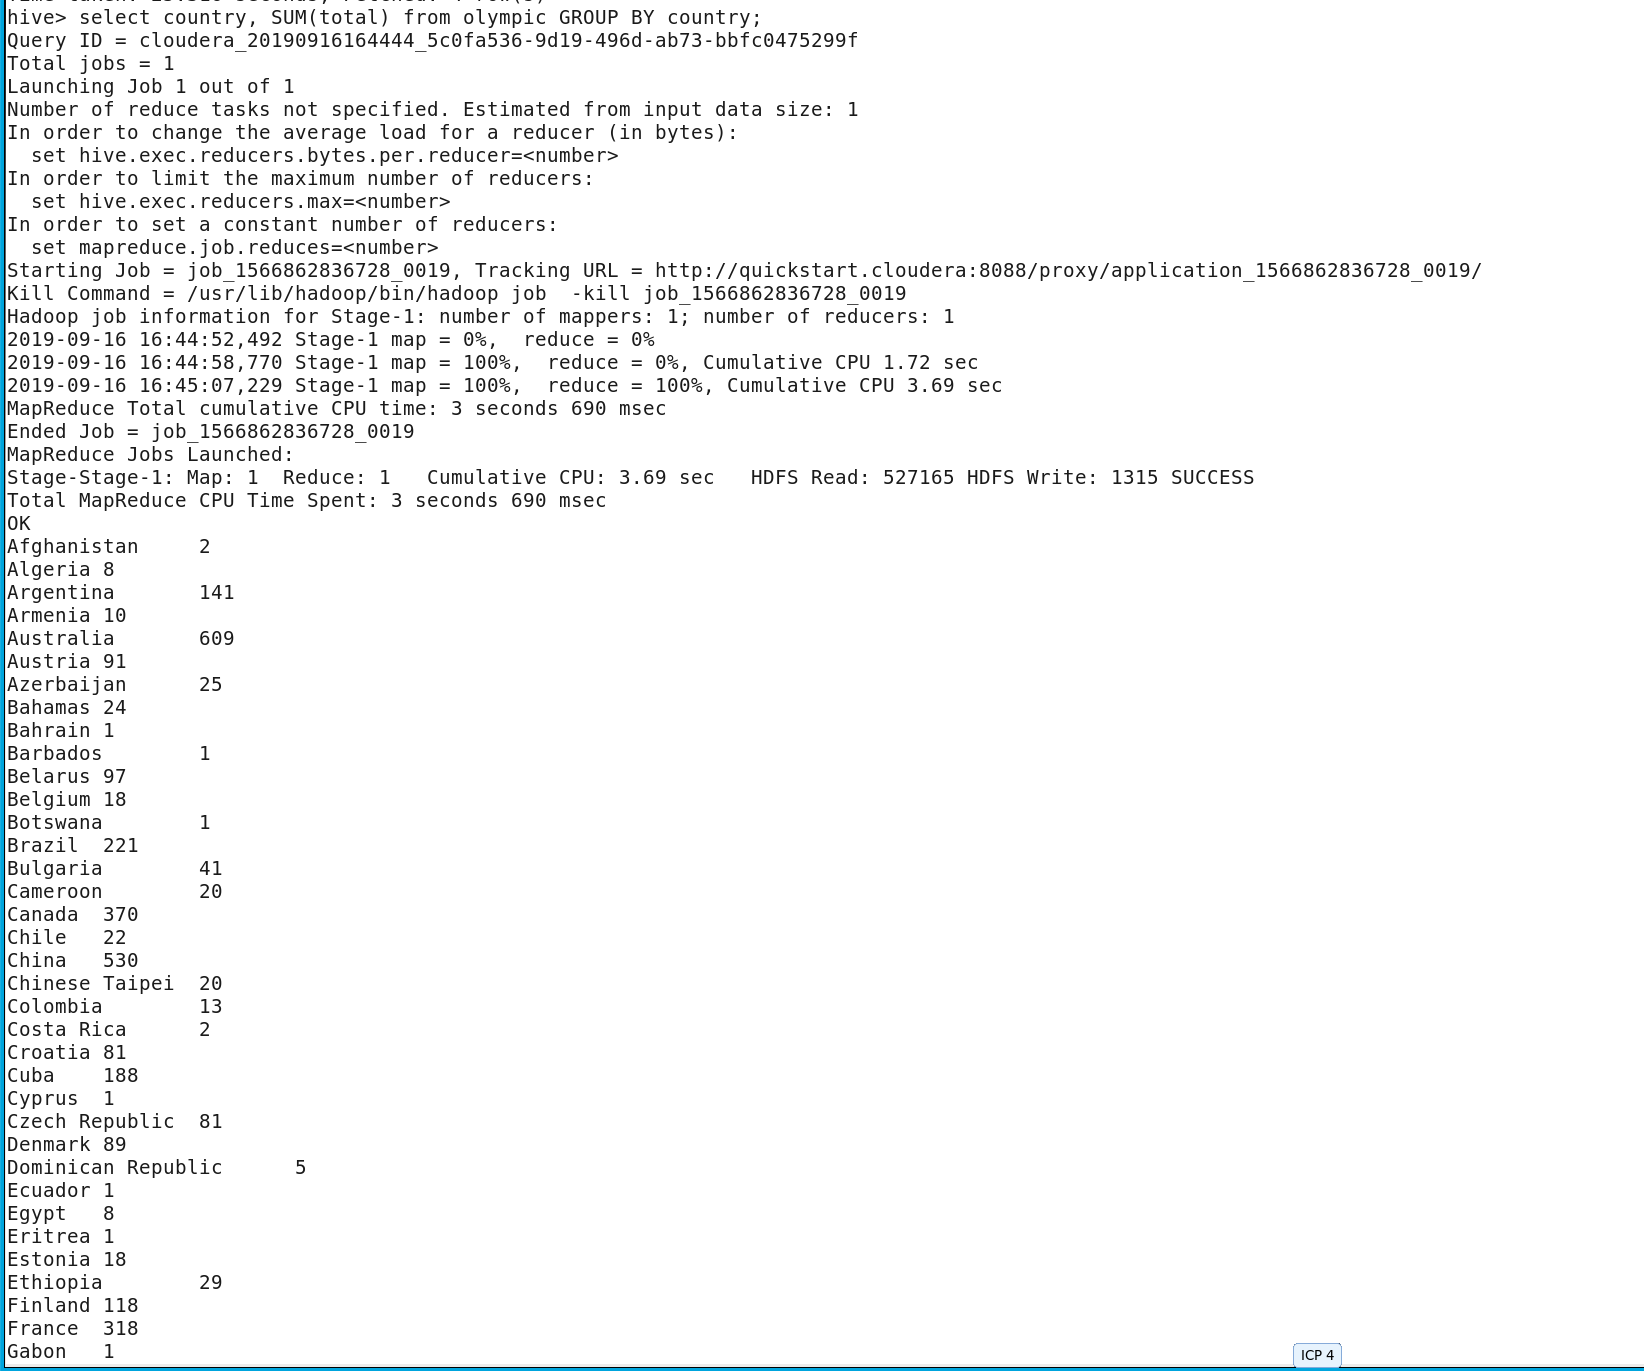 hive> select country, SUM(total) from olympic GROUP BY country;
Query ID = cloudera_20190916164444_5c0fa536-9d19-496d-ab73-bbfc0475299f
Total jobs = 1
Launching Job 1 out of 1
Number of reduce tasks not specified. Estimated from input data size: 1
In order to change the average load for a reducer (in bytes):
  set hive.exec.reducers.bytes.per.reducer=<number>
In order to limit the maximum number of reducers:
  set hive.exec.reducers.max=<number>
In order to set a constant number of reducers:
  set mapreduce.job.reduces=<number>
Starting Job = job_1566862836728_0019, Tracking URL = http://quickstart.cloudera:8088/proxy/application_1566862836728_0019/
Kill Command = /usr/lib/hadoop/bin/hadoop job  -kill job_1566862836728_0019
Hadoop job information for Stage-1: number of mappers: 1; number of reducers: 1
2019-09-16 16:44:52,492 Stage-1 map = 0%,  reduce = 0%
2019-09-16 16:44:58,770 Stage-1 map = 100%,  reduce = 0%, Cumulative CPU 1.72 sec
2019-09-16 16:45:07,229 Stage-1 map = 100%,  reduce = 100%, Cumulative CPU 3.69 sec
MapReduce Total cumulative CPU time: 3 seconds 690 msec
Ended Job = job_1566862836728_0019
MapReduce Jobs Launched:
Stage-Stage-1: Map: 1  Reduce: 1   Cumulative CPU: 3.69 sec   HDFS Read: 527165 HDFS Write: 1315 SUCCESS
Total MapReduce CPU Time Spent: 3 seconds 690 msec
OK
Afghanistan	2
Algeria	8
Argentina	141
Armenia	10
Australia	609
Austria	91
Azerbaijan	25
Bahamas	24
Bahrain	1
Barbados	1
Belarus	97
Belgium	18
Botswana	1
Brazil	221
Bulgaria	41
Cameroon	20
Canada	370
Chile	22
China	530
Chinese Taipei	20
Colombia	13
Costa Rica	2
Croatia	81
Cuba	188
Cyprus	1
Czech Republic	81
Denmark	89
Dominican Republic	5
Ecuador	1
Egypt	8
Eritrea	1
Estonia	18
Ethiopia	29
Finland	118
France	318
Gabon	1
ICP 4